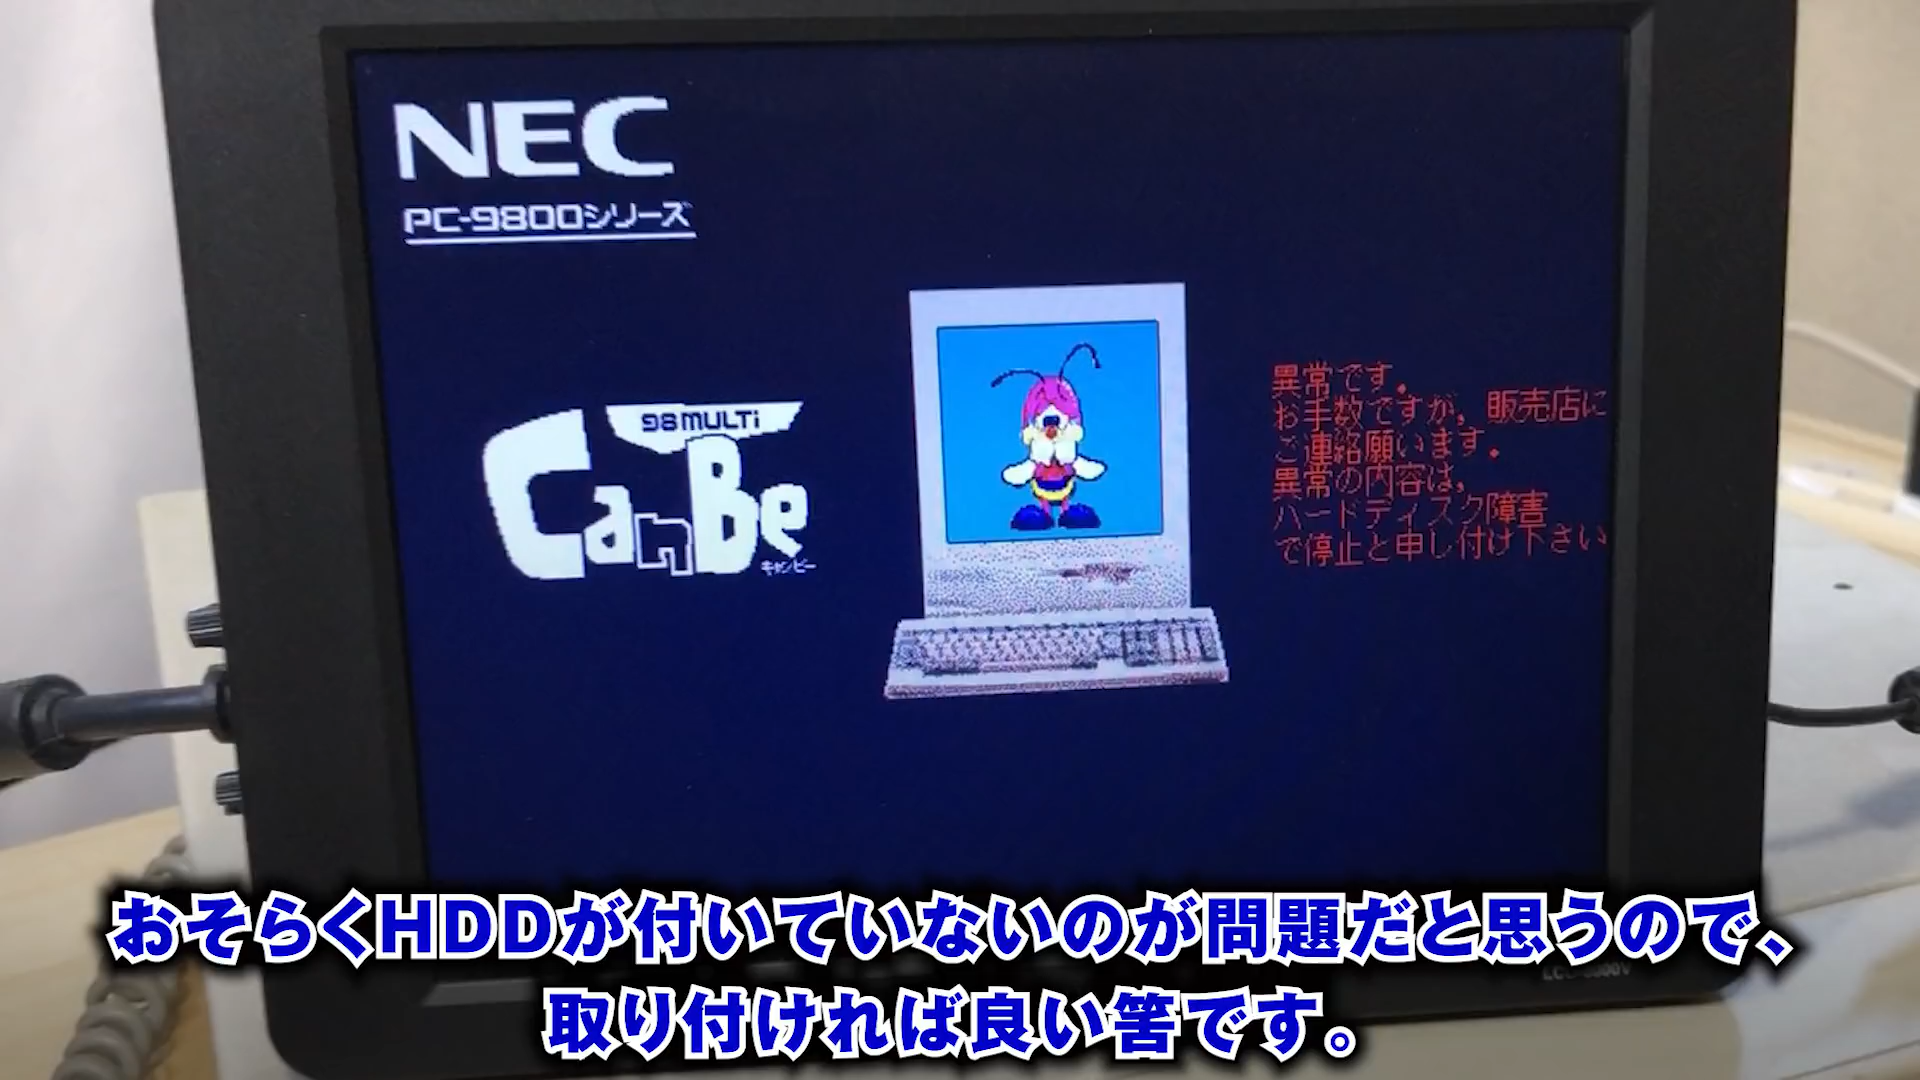 NEC
PC-9800シリーズ
98MULTi
CanBe
キャンビー
異常です.
お手数ですが, 販売店に
ご連絡願います.
異常の内容は,
ハードディスク障害
で停止と申し付け下さい
おそらくHDDが付いていないのが問題だと思うので、
取り付ければ良い筈です。